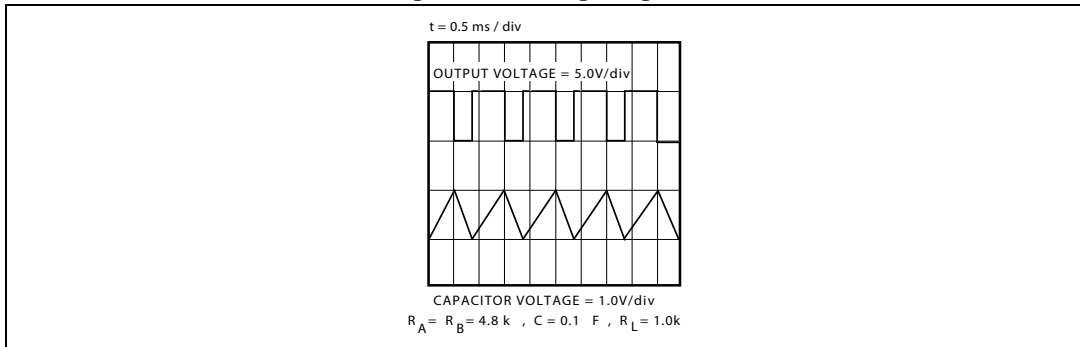 t = 0.5 ms / div
OUTPUT VOLTAGE = 5.0V/div
CAPACITOR VOLTAGE = 1.0V/div
R A = R B = 4.8 k , C = 0.1 F , R L = 1.0k